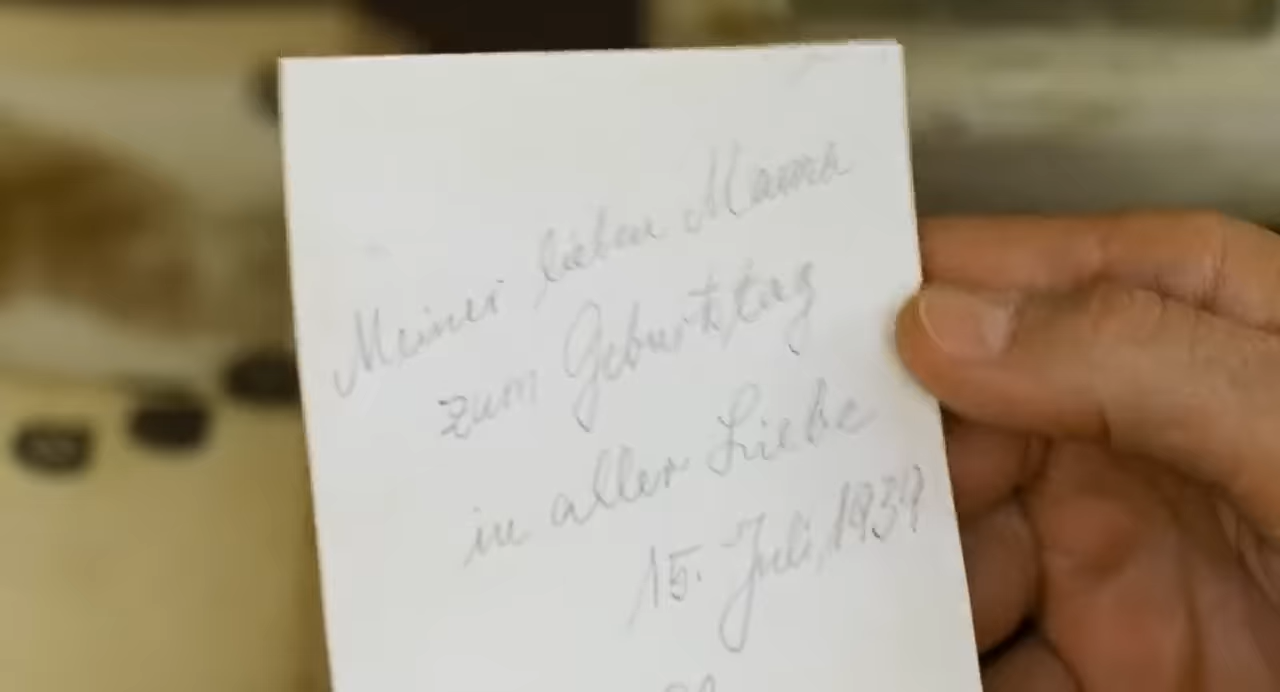 Meiner lieben Mama
zum Geburtstag
in aller Liebe
15. Juli, 1939